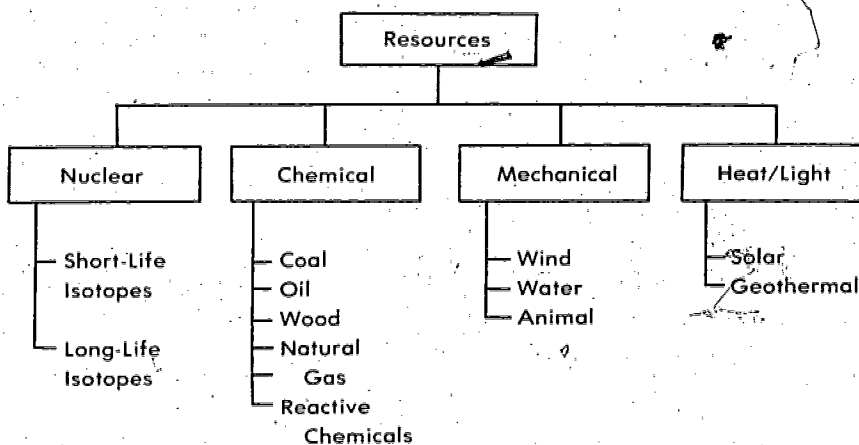 Resources
Nuclear
Chemical
Mechanical
Heat/Light
Short-Life
Isotopes
Long-Life
Isotopes
Coal
Oil
Wood
Natural
Gas
Reactive
Chemicals
Wind
Water
Animal
Solar
Geothermal